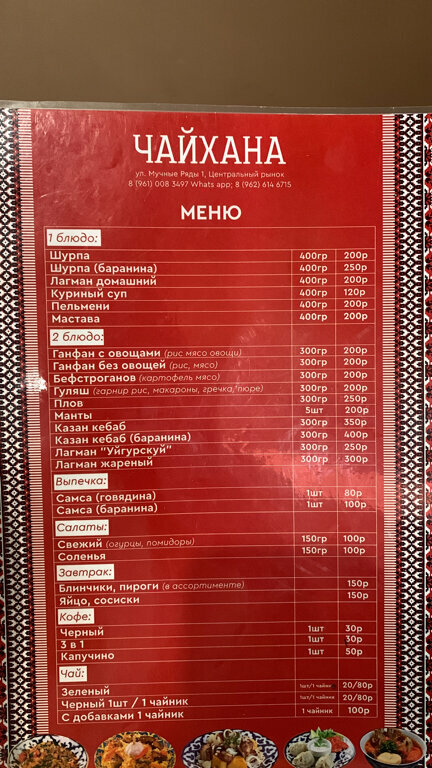 ЧАЙХАНА
ул. Мучные Ряды 1, Центральный рынок
8 (961) 008 3497 Whats app; 8 (962) 614 6715
МЕНЮ
1 блюдо:
Шурпа 400гр 200р
Шурпа (баранина) 400гр 250р
Лагман домашний 400гр 200р
Куриный суп 400гр 120р
Пельмени 400гр 200р
Мастава 400гр 200р
2 блюдо:
Ганфан с овощами (рис мясо овощи) 300гр 200р
Ганфан без овощей (рис, мясо) 300гр 200р
Бефстроганов (картофель мясо) 300гр 200р
Гуляш (гарнир рис, макароны, гречка, пюре) 300гр 200р
Плов 300гр 250р
Манты 5шт 200р
Казан кебаб 300гр 350р
Казан кебаб (баранина) 300гр 400р
Лагман "Уйгурскуй" 300гр 250р
Лагман жареный 300гр 300р
Выпечка:
Самса (говядина) 1шт 80р
Самса (баранина) 1шт 100р
Салаты:
Свежий (огурцы, помидоры) 150гр 100р
Соленья 150гр 100р
Завтрак:
Блинчики, пироги (в ассортименте) 150р
Яйцо, сосиски 150р
Кофе:
Черный 1шт 30р
3 в 1 1шт 30р
Капучино 1шт 50р
Чай:
Зеленый 1шт/1 чайник 20/80р
Черный 1шт / 1 чайник 1шт/1 чайник 20/80р
С добавками 1 чайник 1 чайник 100р